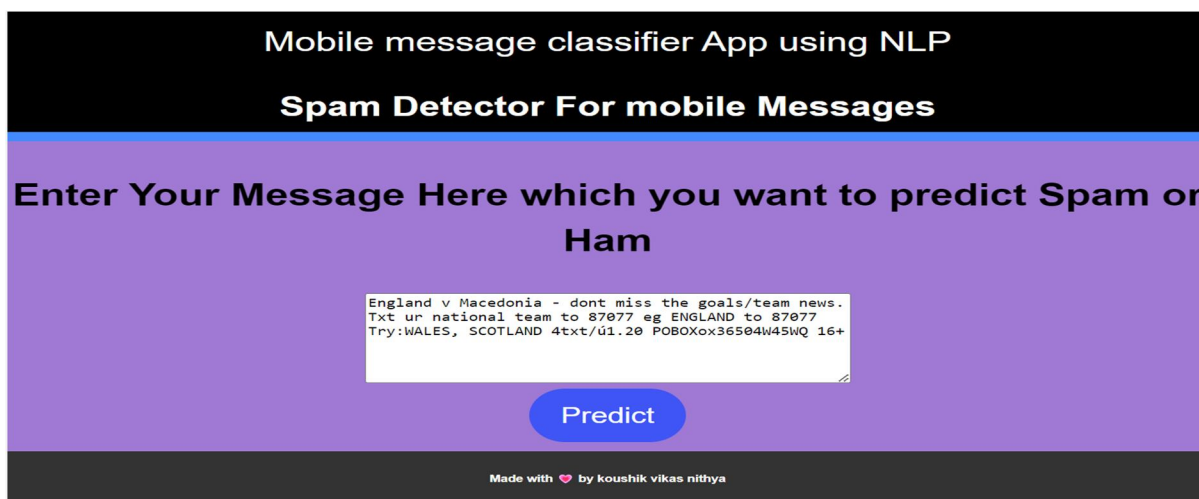 Mobile message classifier App using NLP
Spam Detector For mobile Messages
Enter Your Message Here which you want to predict Spam or
Ham
England v Macedonia - dont miss the goals/team news.
Txt ur national team to 87077 eg ENGLAND to 87077
Try:WALES, SCOTLAND 4txt/ú1.20 POBOXox36504W45WQ 16+
Predict
Made with 💗 by koushik vikas nithya